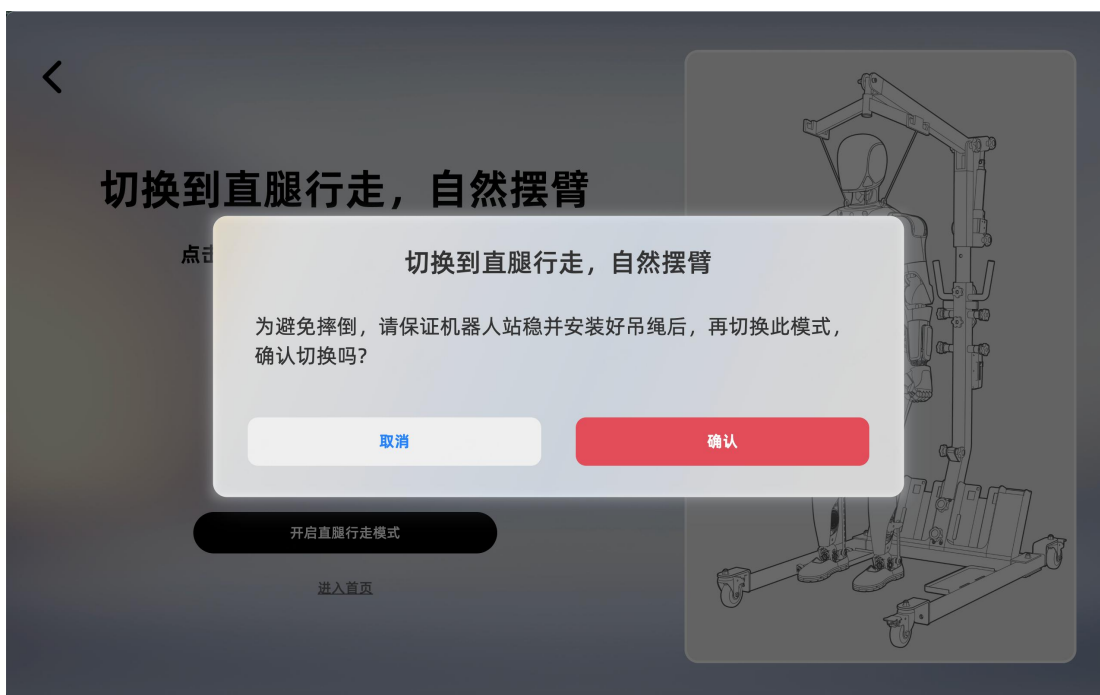 切换到直腿行走，自然摆臂
点击
切换到直腿行走，自然摆臂
为避免摔倒，请保证机器人站稳并安装好吊绳后，再切换此模式，
确认切换吗?
取消
确认
开启直腿行走模式
进入首页